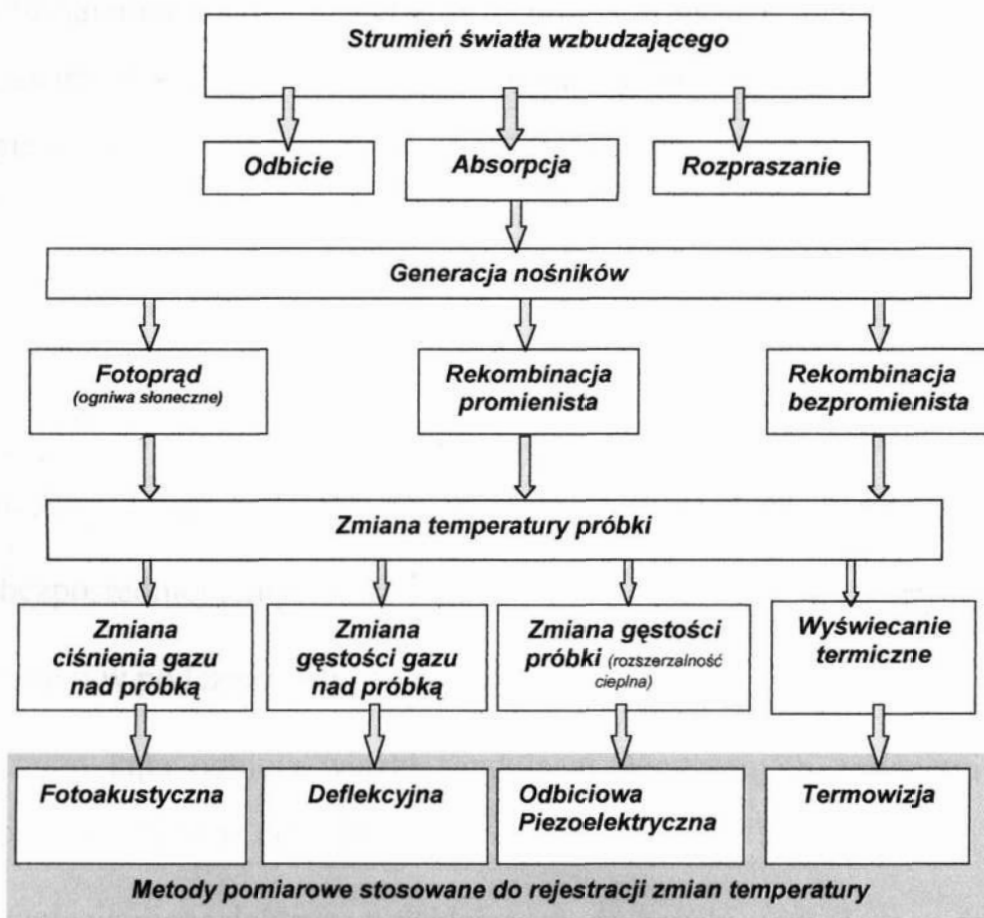 Strumień światła wzbudzającego
Odbicie
Absorpcja
Rozpraszanie
Generacja nośników
Fotoprąd
(ogniwa słoneczne)
Rekombinacja
promienista
Rekombinacja
bezpromienista
Zmiana temperatury próbki
Zmiana
ciśnienia gazu
nad próbką
Zmiana
gęstości gazu
nad próbką
Zmiana gęstości
próbki (rozszerzalność
cieplna)
Wyświecanie
termiczne
Fotoakustyczna
Deflekcyjna
Odbiciowa
Piezoelektryczna
Termowizja
Metody pomiarowe stosowane do rejestracji zmian temperatury